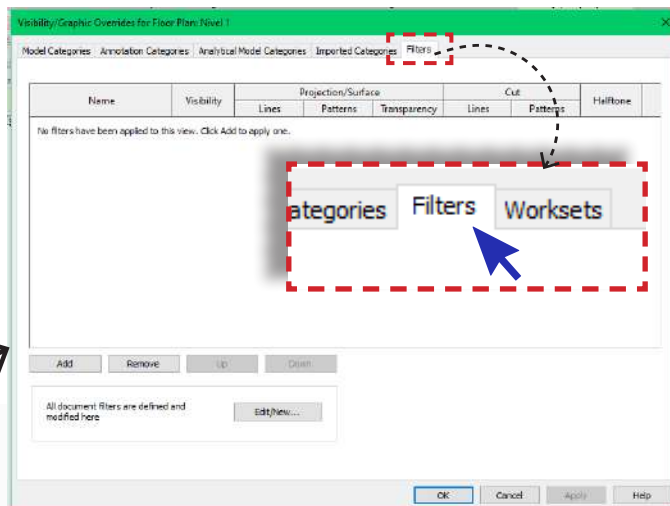 Visibility/Graphic Overrides for Floor Plan: Nivel 1
Model Categories Annotation Categories Analytical Model Categories Imported Categories Filters
Name Visibility Projection/Surface Cut Halftone
Lines Patterns Transparency Lines Patterns
No filters have been applied to this view. Click Add to apply one.
ategories Filters Worksets
Add Remove Up Down
All document filters are defined and
modified here
Edit/New...
OK Cancel Apply Help